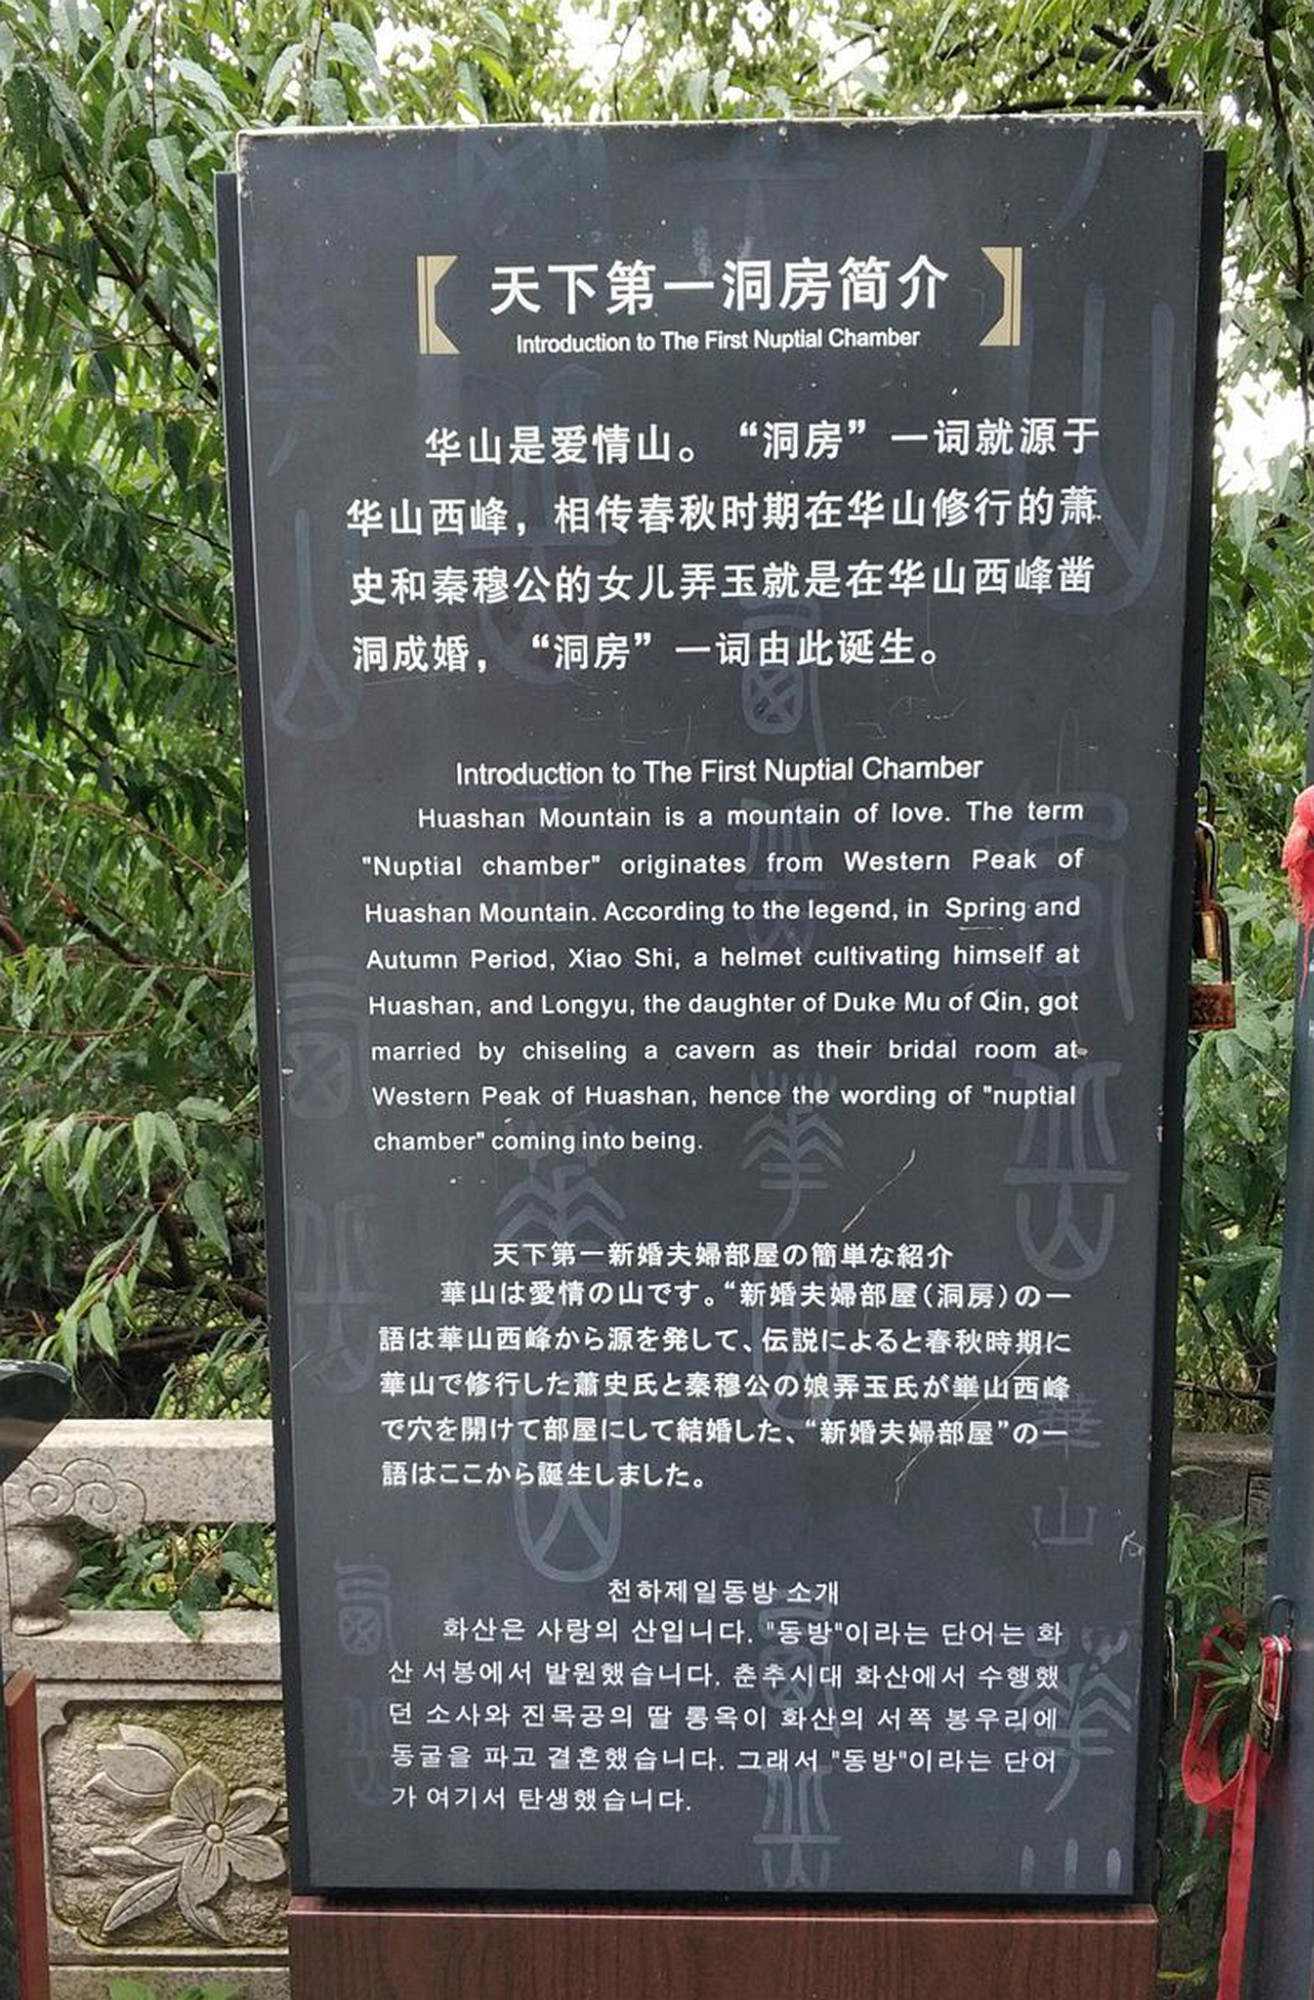 天下第一洞房简介
Introduction to The First Nuptial Chamber
华山是爱情山。“洞房”一词就源于
华山西峰，相传春秋时期在华山修行的萧
史和秦穆公的女儿弄玉就是在华山西峰凿
洞成婚，“洞房”一词由此诞生。
Introduction to The First Nuptial Chamber
Huashan Mountain is a mountain of love. The term
"Nuptial chamber" originates from Western Peak of
Huashan Mountain. According to the legend, in Spring and
Autumn Period, Xiao Shi, a helmet cultivating himself at
Huashan, and Longyu, the daughter of Duke Mu of Qin, got
married by chiseling a cavern as their bridal room at
Western Peak of Huashan, hence the wording of "nuptial
chamber" coming into being.
天下第一新婚夫婦部屋の簡単な紹介
華山は愛情の山です。“新婚夫婦部屋（洞房）の一
語は華山西峰から源を発して、伝説によると春秋時期に
華山で修行した蕭史氏と秦穆公の娘弄玉氏が崋山西峰
で穴を開けて部屋にして結婚した、“新婚夫婦部屋”の一
語はここから誕生しました。
천하제일동방 소개
화산은 사랑의 산입니다. "동방"이라는 단어는 화
산 서봉에서 발원했습니다. 춘추시대 화산에서 수행했
던 소사와 진목공의 딸 롱옥이 화산의 서쪽 봉우리에
동굴을 파고 결혼했습니다. 그래서 "동방"이라는 단어
가 여기서 탄생했습니다.